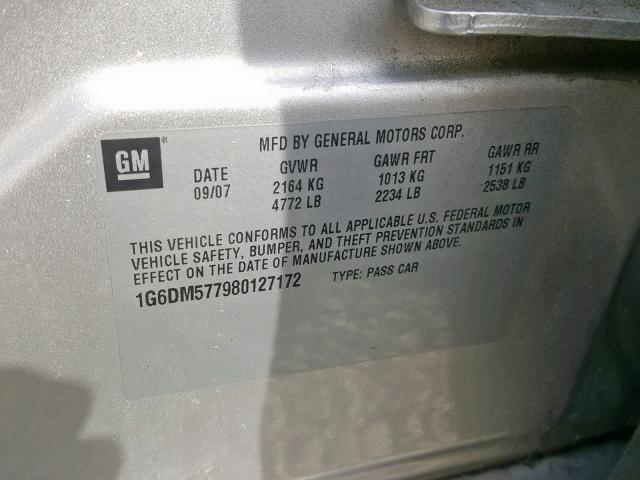 GM
MFD BY GENERAL MOTORS CORP.
DATE GVWR GAWR FRT GAWR RR
09/07 2164 KG 1013 KG 1151 KG
4772 LB 2234 LB 2538 LB
THIS VEHICLE CONFORMS TO ALL APPLICABLE U.S. FEDERAL MOTOR
VEHICLE SAFETY, BUMPER, AND THEFT PREVENTION STANDARDS IN
EFFECT ON THE DATE OF MANUFACTURE SHOWN ABOVE.
1G6DM577980127172 TYPE: PASS CAR